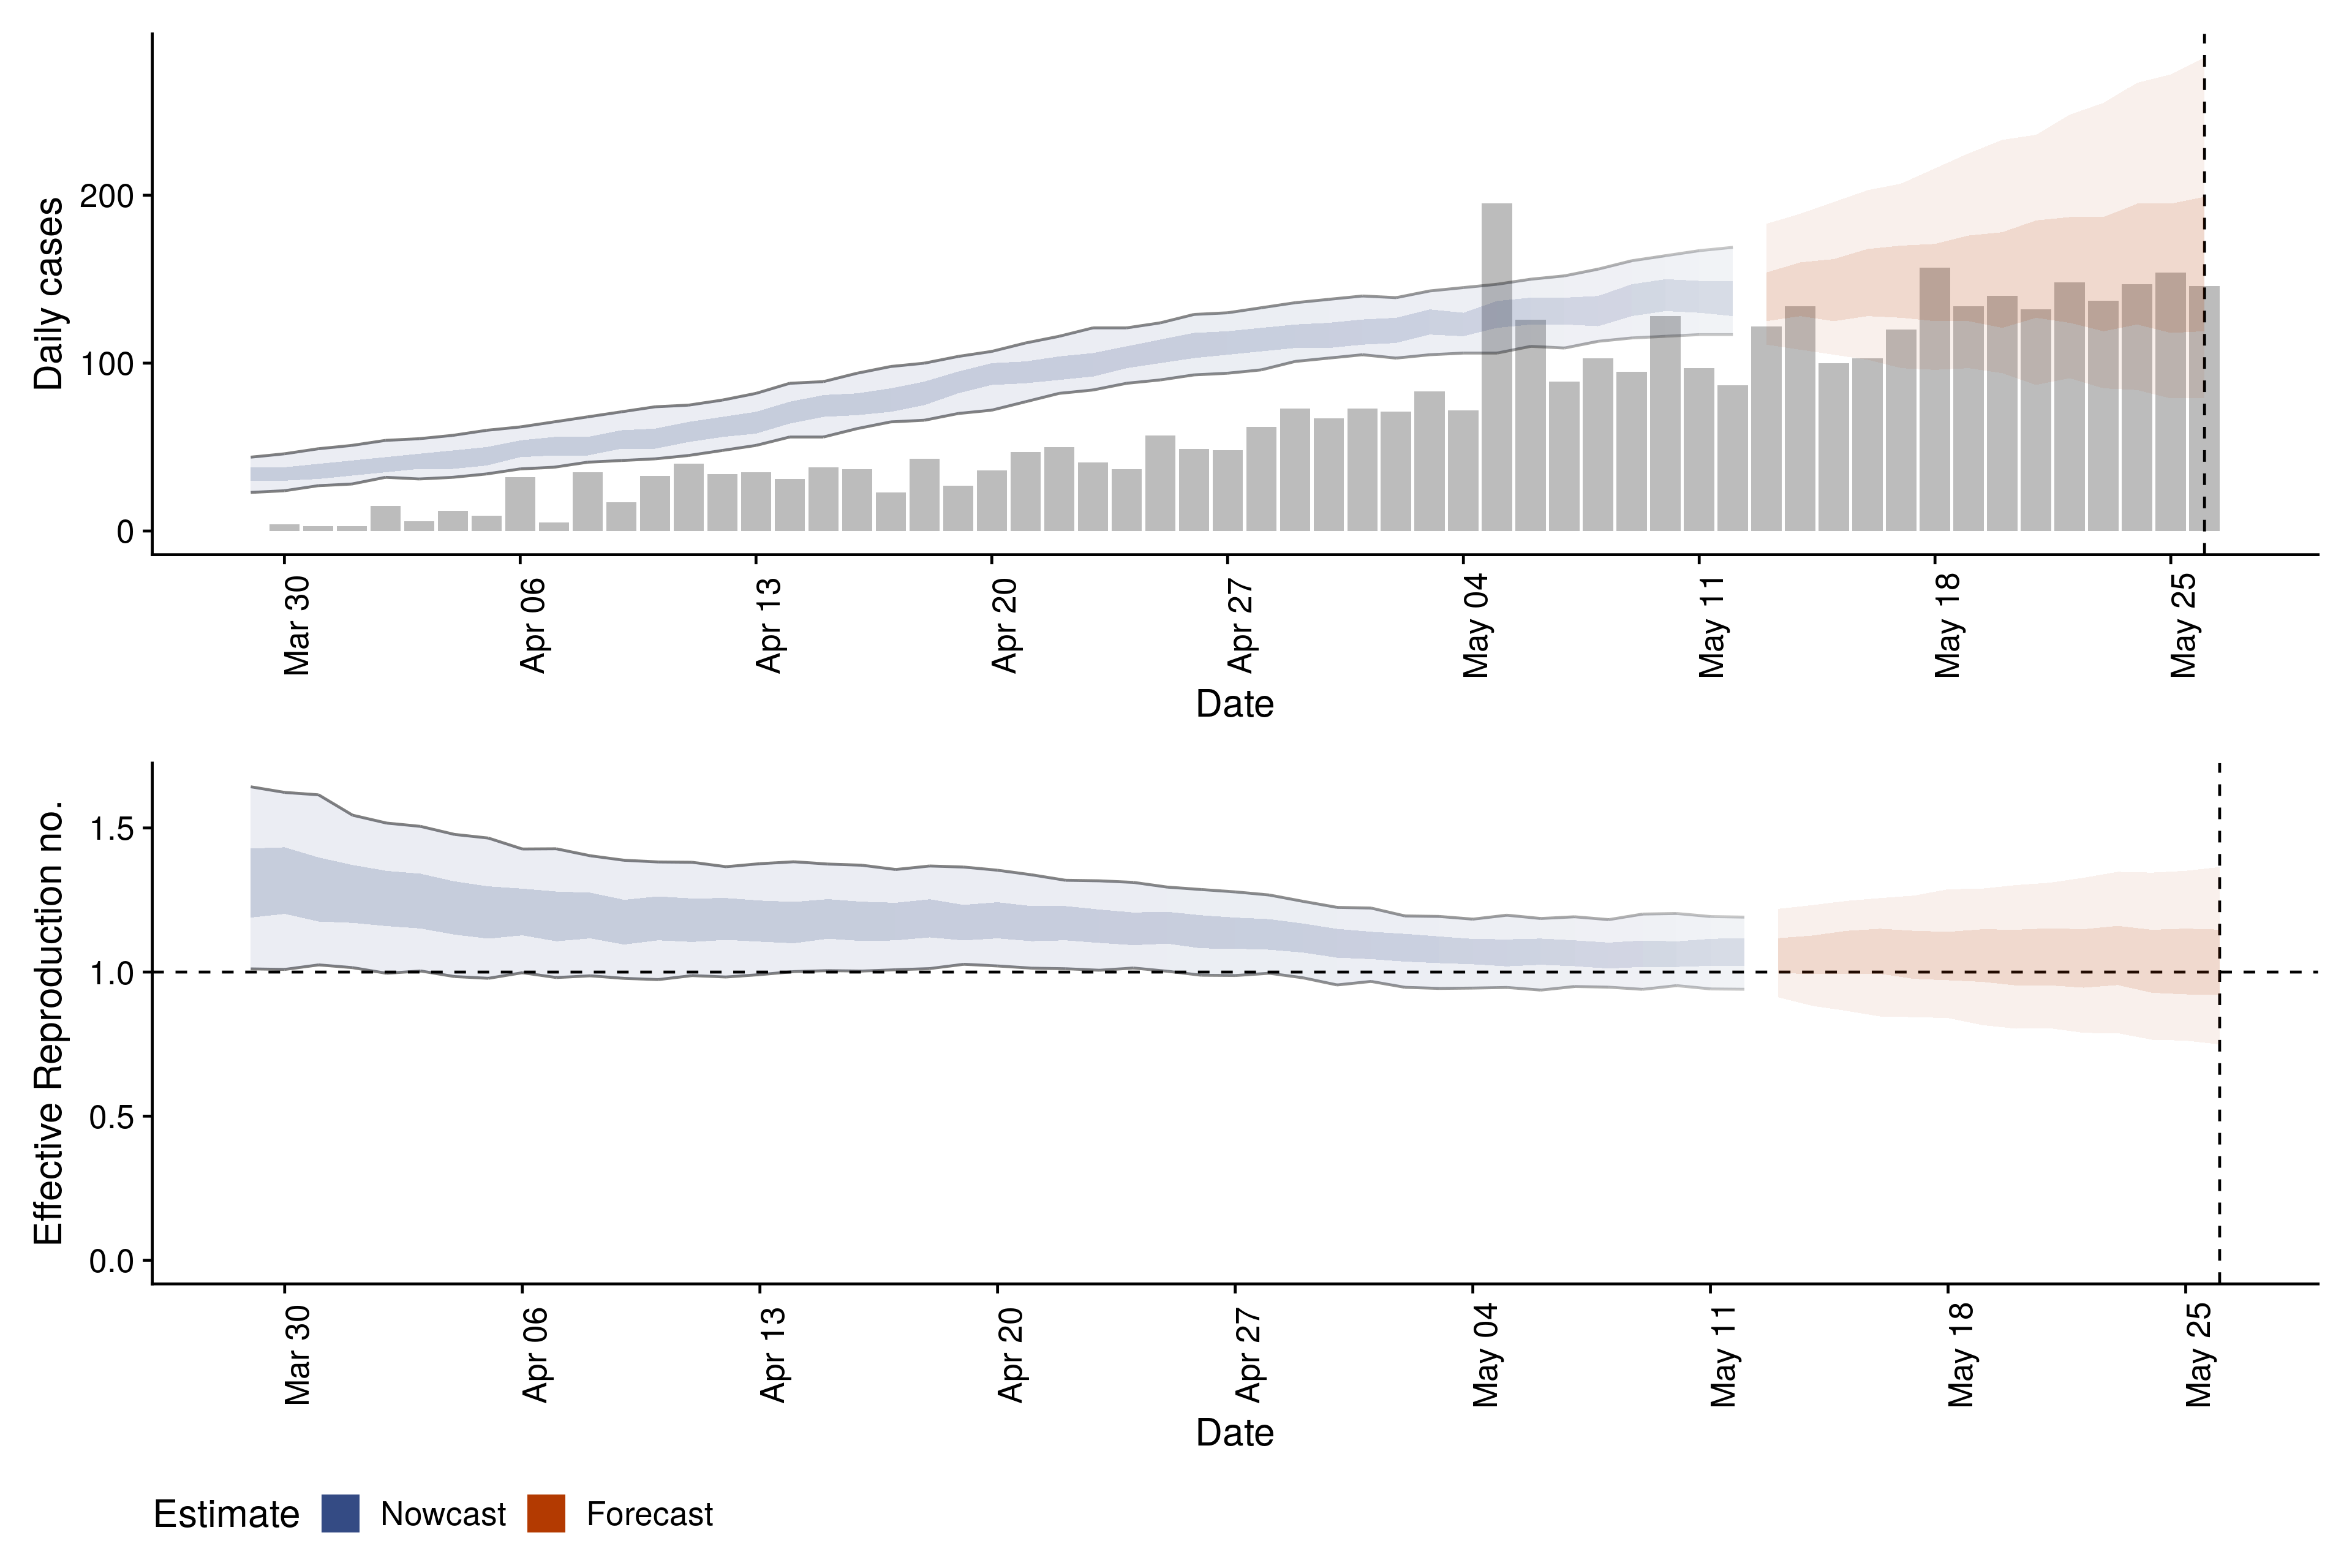 Daily cases
200
100
0
Mar 30
Apr 06
Apr 13
Apr 20
Apr 27
May 04
May 11
May 18
May 25
Date
Effective Reproduction no.
1.5
1.0
0.5
0.0
Mar 30
Apr 06
Apr 13
Apr 20
Apr 27
May 04
May 11
May 18
May 25
Date
Estimate Nowcast Forecast